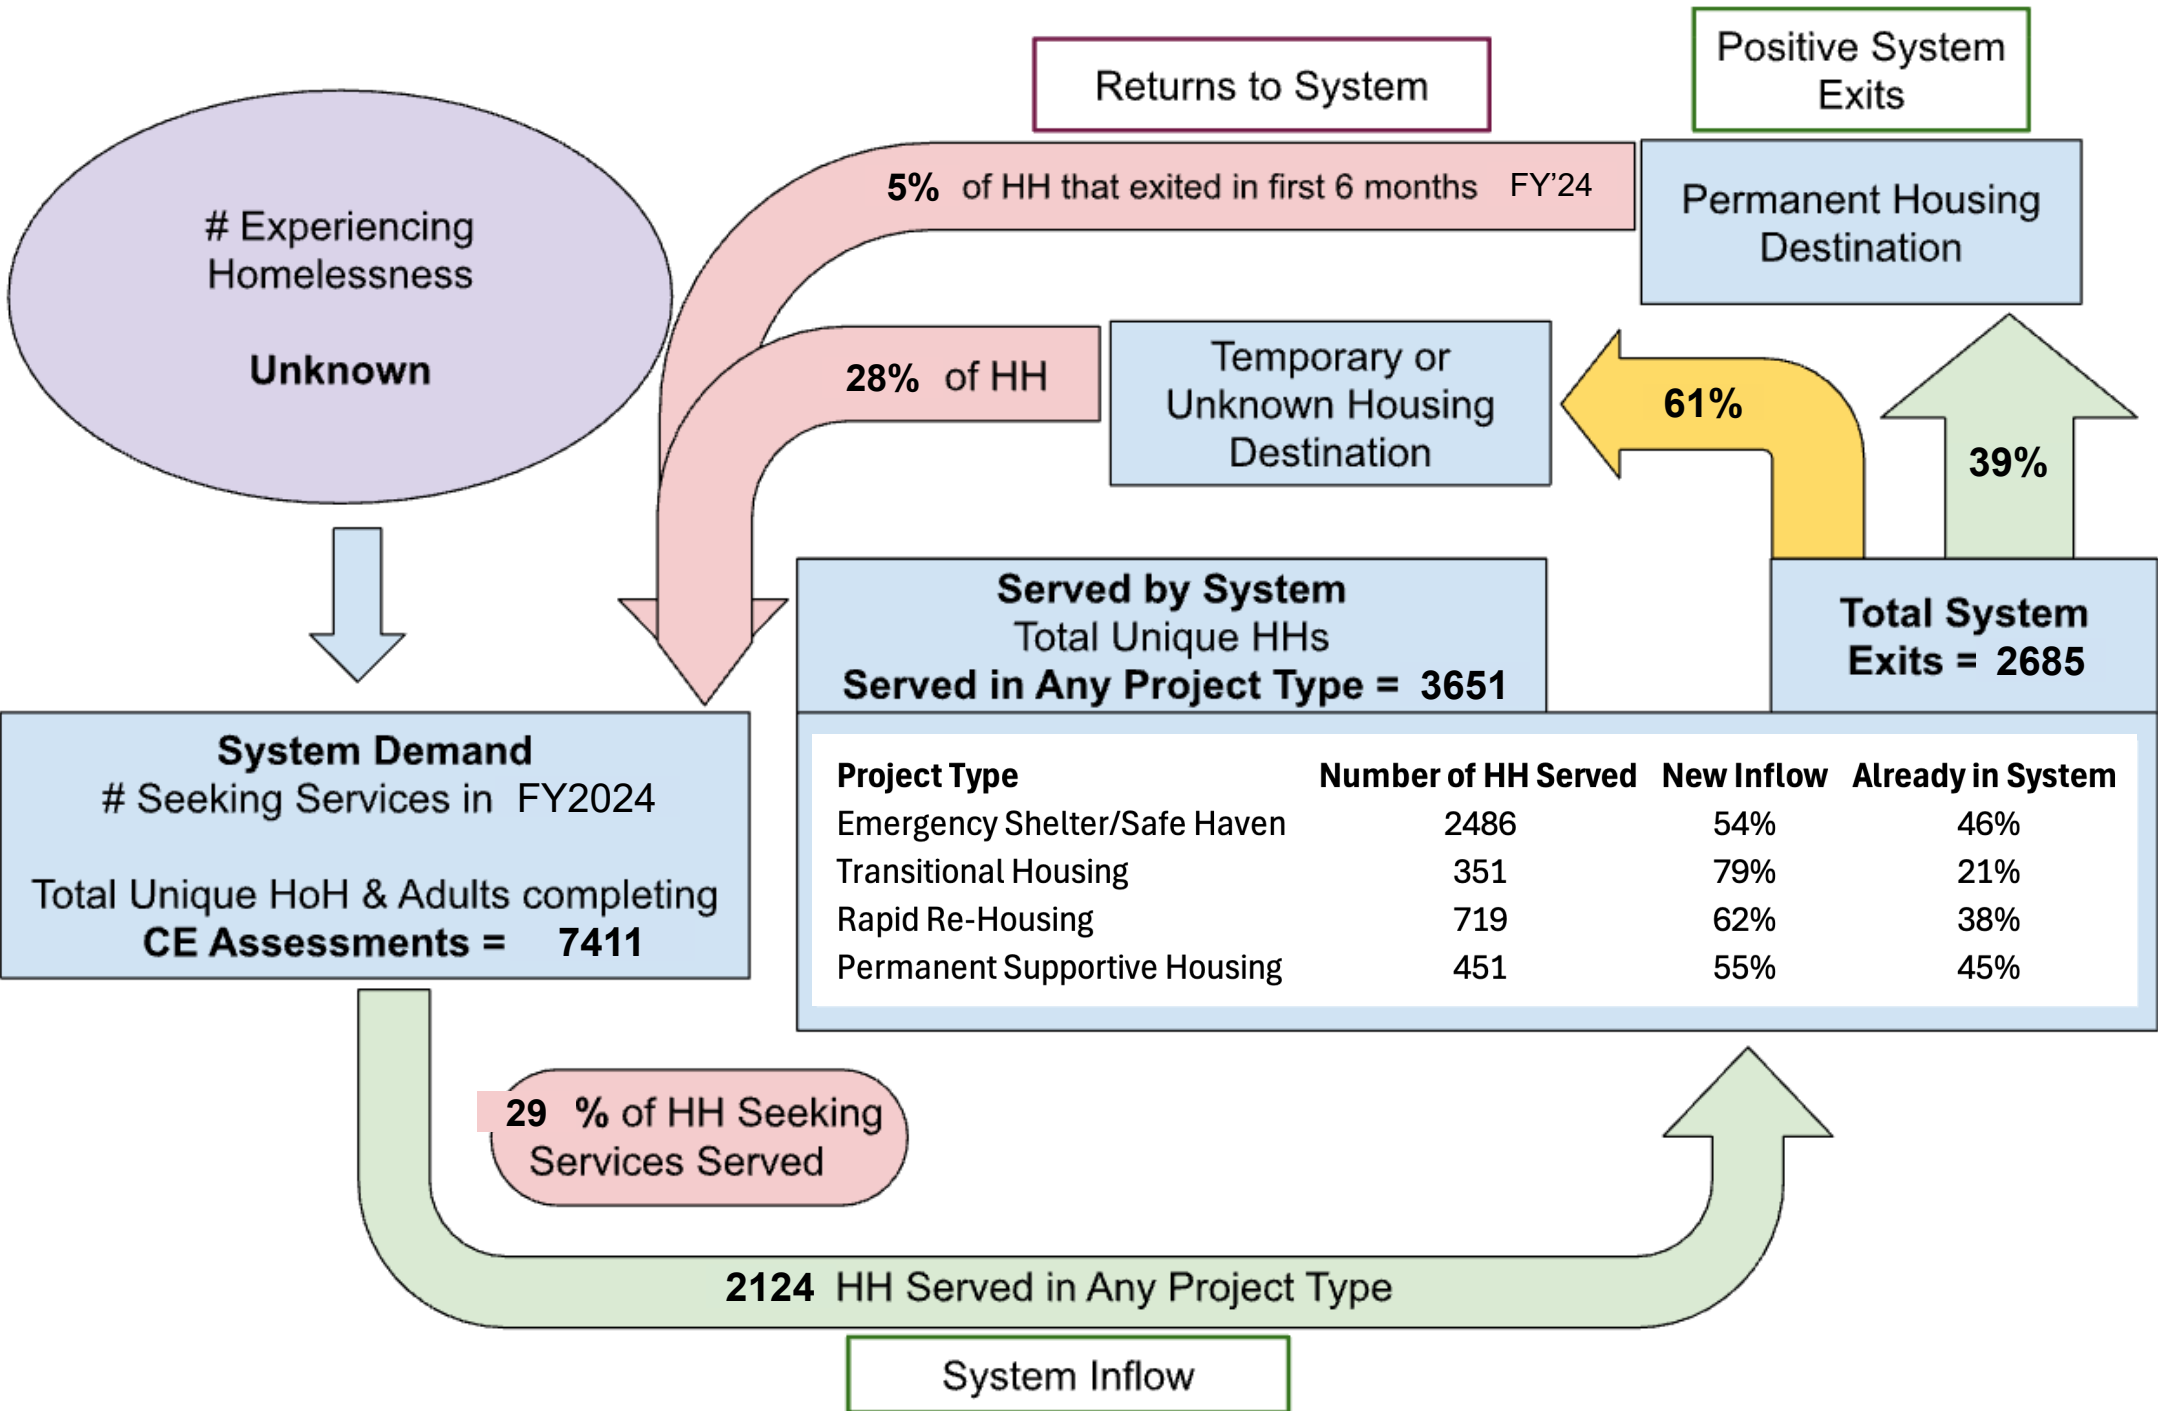 Positive System
Exits
Returns to System
5% of HH that exited in first 6 months FY’24
Permanent Housing
Destination
# Experiencing
Homelessness
Unknown
28% of HH
Temporary or
Unknown Housing
Destination
61%
39%
Served by System
Total Unique HHs
Served in Any Project Type = 3651
Total System
Exits = 2685
System Demand
# Seeking Services in FY2024
Total Unique HoH & Adults completing
CE Assessments = 7411
Project Type Number of HH Served New Inflow Already in System
Emergency Shelter/Safe Haven 2486 54% 46%
Transitional Housing 351 79% 21%
Rapid Re-Housing 719 62% 38%
Permanent Supportive Housing 451 55% 45%
29 % of HH Seeking
Services Served
2124 HH Served in Any Project Type
System Inflow